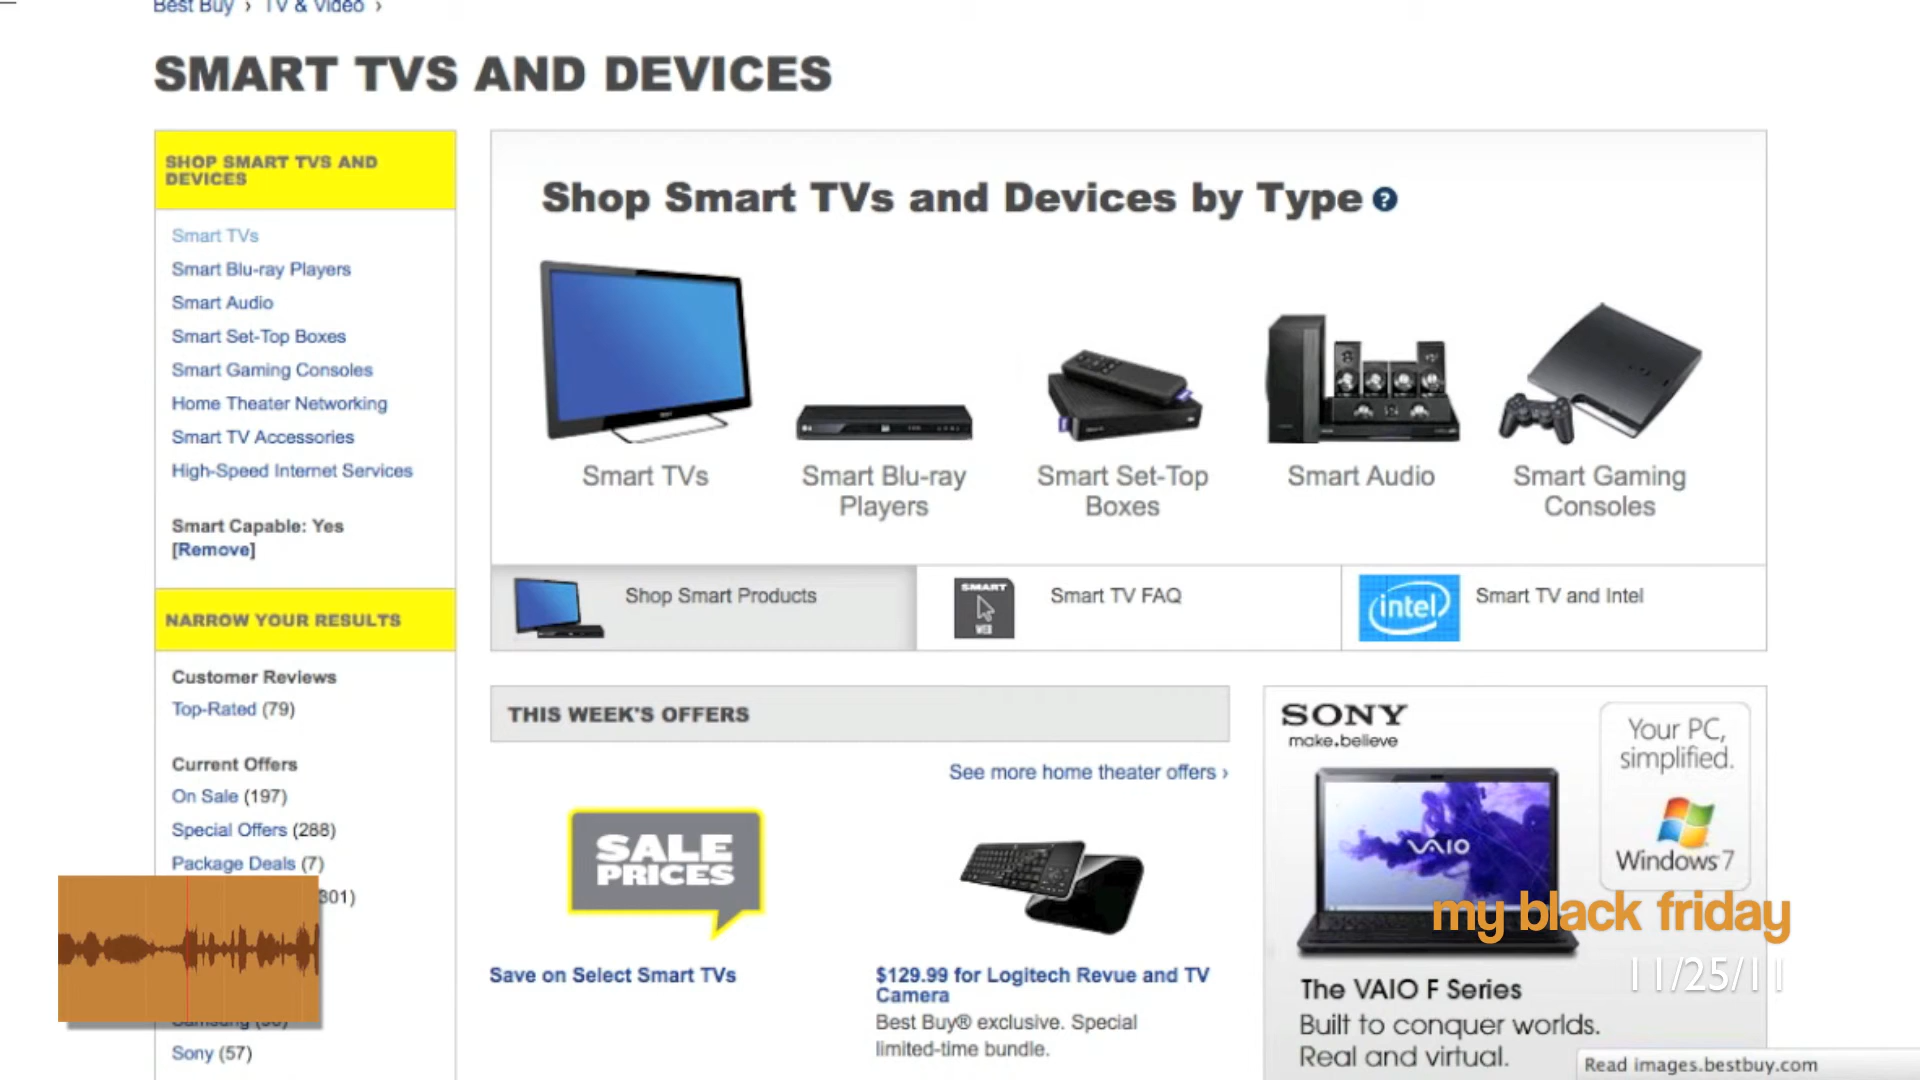 Best Buy › TV & Video ›
SMART TVS AND DEVICES
SHOP SMART TVS AND
DEVICES
Smart TVs
Smart Blu-ray Players
Smart Audio
Smart Set-Top Boxes
Smart Gaming Consoles
Home Theater Networking
Smart TV Accessories
High-Speed Internet Services
Smart Capable: Yes
[Remove]
NARROW YOUR RESULTS
Customer Reviews
Top-Rated (79)
Current Offers
On Sale (197)
Special Offers (288)
Package Deals (7)
301)
Samsung
Sony (57)
Shop Smart TVs and Devices by Type ?
Smart TVs
Smart Blu-ray
Players
Smart Set-Top
Boxes
Smart Audio
Smart Gaming
Consoles
Shop Smart Products
SMART
WEB
Smart TV FAQ
intel
Smart TV and Intel
THIS WEEK'S OFFERS
See more home theater offers ›
SALE
PRICES
Save on Select Smart TVs
$129.99 for Logitech Revue and TV
Camera
Best Buy® exclusive. Special
limited-time bundle.
SONY
make.believe
Your PC,
simplified.
VAIO
Windows 7
my black friday
11/25/11
The VAIO F Series
Built to conquer worlds.
Real and virtual.
Read images.bestbuy.com